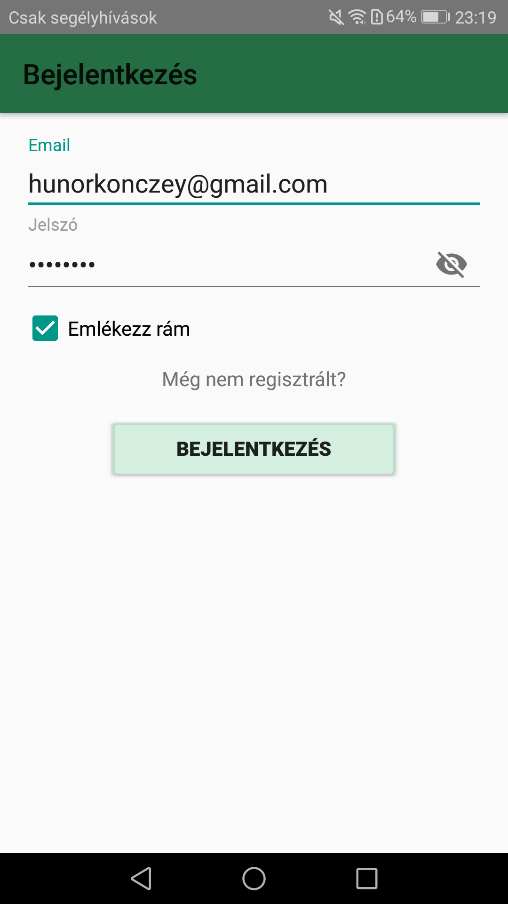 Csak segélyhívások 64% 23:19
Bejelentkezés
Email
hunorkonczey@gmail.com
Jelszó
••••••••
Emlékezz rám
Még nem regisztrált?
BEJELENTKEZÉS